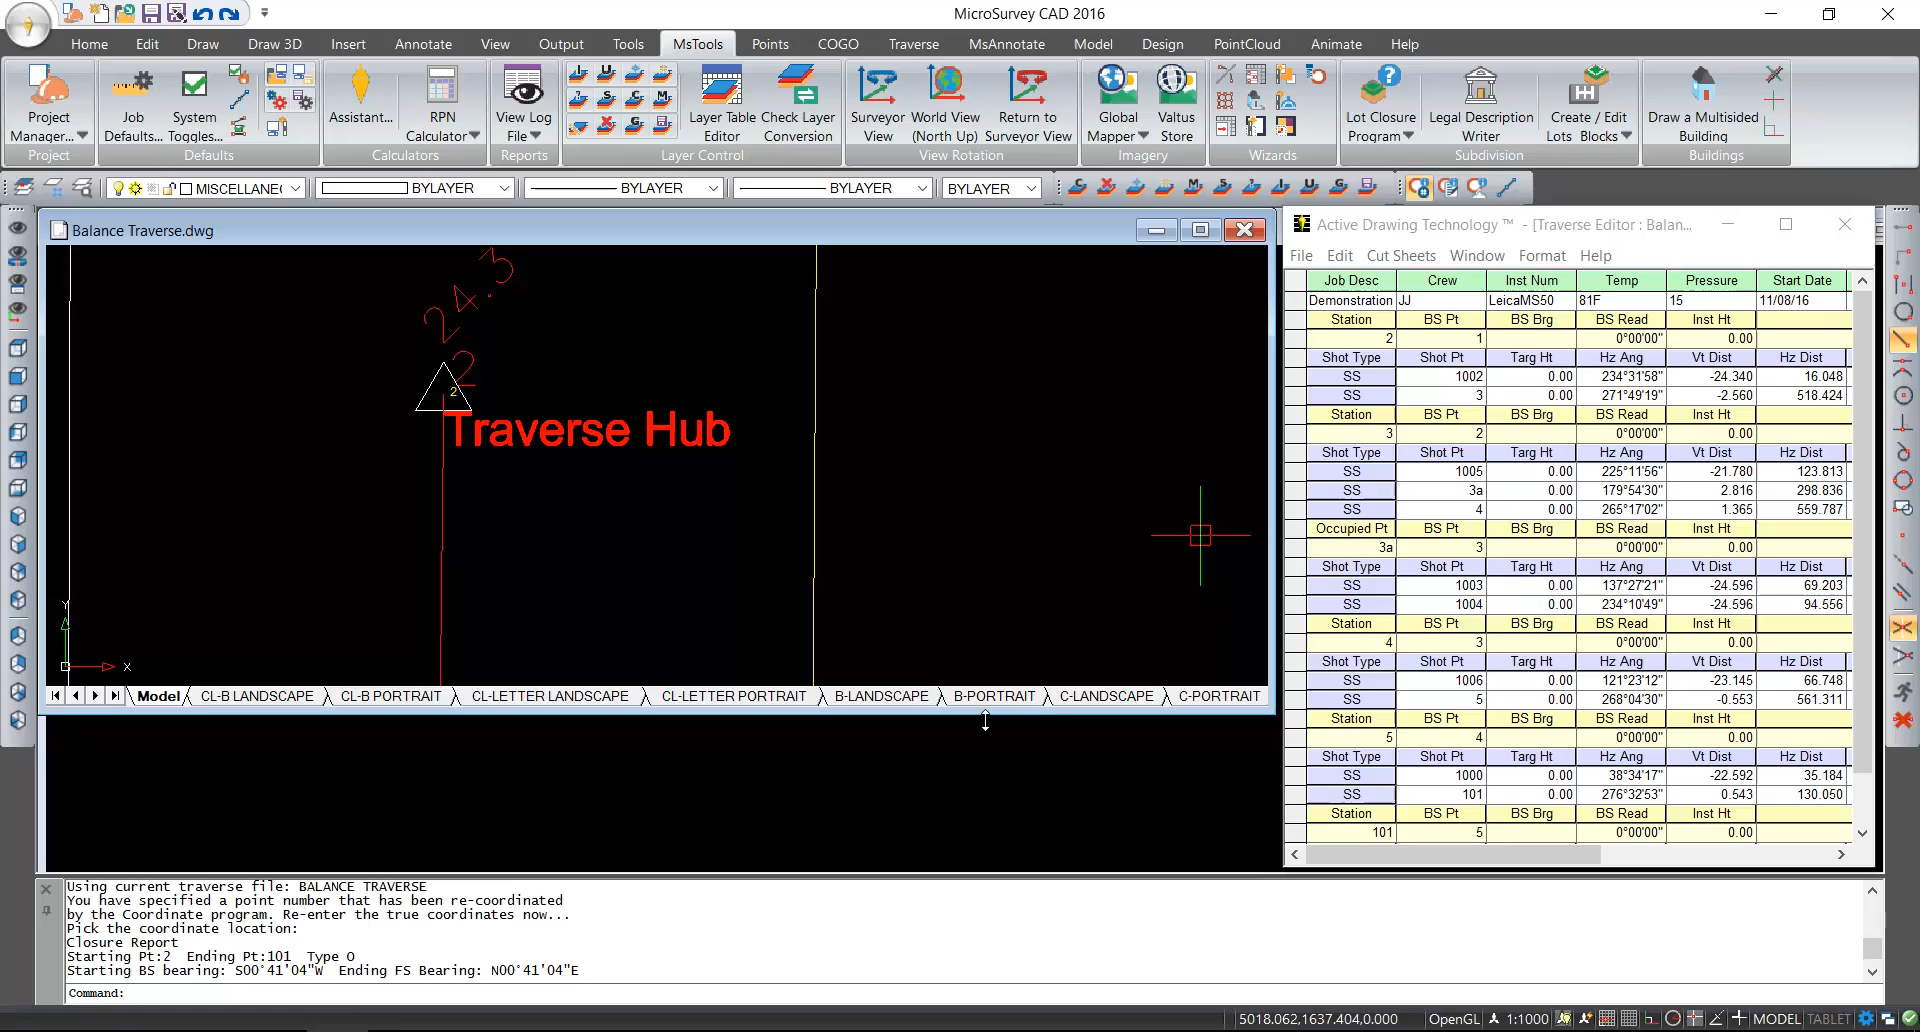 MicroSurvey CAD 2016
Home Edit Draw Draw 3D Insert Annotate View Output Tools MsTools Points COGO Traverse MsAnnotate Model Design PointCloud Animate Help
Project Manager... Job Defaults... System Toggles... Assistant... RPN Calculator View Log File Layer Table Editor Check Layer Conversion Surveyor View World View (North Up) Return to Surveyor View Global Mapper Valtus Store Lot Closure Program Legal Description Writer Create / Edit Lots Blocks Draw a Multisided Building
Project Defaults Calculators Reports Layer Control View Rotation Imagery Wizards Subdivision Buildings
MISCELLANE BYLAYER BYLAYER BYLAYER BYLAYER
Balance Traverse.dwg
24.3
2
2
Traverse Hub
Y
X
Model CL-B LANDSCAPE CL-B PORTRAIT CL-LETTER LANDSCAPE CL-LETTER PORTRAIT B-LANDSCAPE B-PORTRAIT C-LANDSCAPE C-PORTRAIT
Active Drawing Technology ™ - [Traverse Editor : Balan...
File Edit Cut Sheets Window Format Help
Job Desc Crew Inst Num Temp Pressure Start Date
Demonstration JJ LeicaMS50 81F 15 11/08/16
Station BS Pt BS Brg BS Read Inst Ht
2 1 0°00'00" 0.00
Shot Type Shot Pt Targ Ht Hz Ang Vt Dist Hz Dist
SS 1002 0.00 234°31'58" -24.340 16.048
SS 3 0.00 271°49'19" -2.560 518.424
Station BS Pt BS Brg BS Read Inst Ht
3 2 0°00'00" 0.00
Shot Type Shot Pt Targ Ht Hz Ang Vt Dist Hz Dist
SS 1005 0.00 225°11'56" -21.780 123.813
SS 3a 0.00 179°54'30" 2.816 298.836
SS 4 0.00 265°17'02" 1.365 559.787
Occupied Pt BS Pt BS Brg BS Read Inst Ht
3a 3 0°00'00" 0.00
Shot Type Shot Pt Targ Ht Hz Ang Vt Dist Hz Dist
SS 1003 0.00 137°27'21" -24.596 69.203
SS 1004 0.00 234°10'49" -24.596 94.556
Station BS Pt BS Brg BS Read Inst Ht
4 3 0°00'00" 0.00
Shot Type Shot Pt Targ Ht Hz Ang Vt Dist Hz Dist
SS 1006 0.00 121°23'12" -23.145 66.748
SS 5 0.00 268°04'30" -0.553 561.311
Station BS Pt BS Brg BS Read Inst Ht
5 4 0°00'00" 0.00
Shot Type Shot Pt Targ Ht Hz Ang Vt Dist Hz Dist
SS 1000 0.00 38°34'17" -22.592 35.184
SS 101 0.00 276°32'53" 0.543 130.050
Station BS Pt BS Brg BS Read Inst Ht
101 5 0°00'00" 0.00
Using current traverse file: BALANCE TRAVERSE
You have specified a point number that has been re-coordinated
by the Coordinate program. Re-enter the true coordinates now...
Pick the coordinate location:
Closure Report
Starting Pt:2 Ending Pt:101 Type O
Starting BS bearing: S00°41'04"W Ending FS Bearing: N00°41'04"E
Command:
5018.062,1637.404,0.000 OpenGL 1:1000 MODEL TABLET